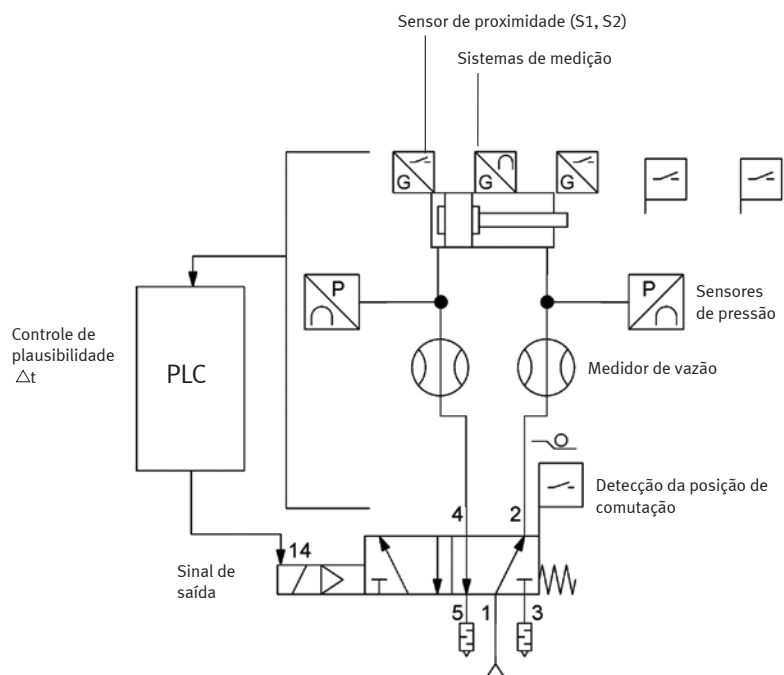 Sensor de proximidade (S1, S2)
Sistemas de medição
G
G
G
P
P
Sensores
de pressão
Controle de
plausibilidade
△t
PLC
Medidor de vazão
Detecção da posição de
comutação
4
2
14
Sinal de
saída
5
1
3